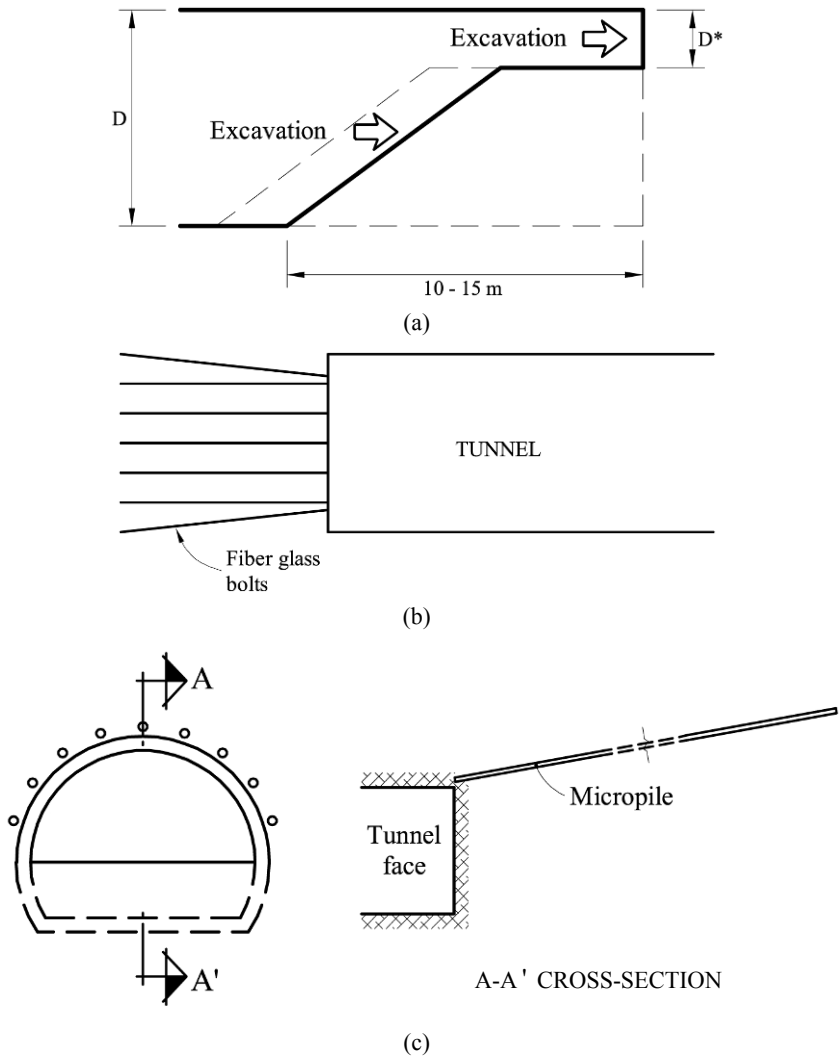 Excavation
D*
D
Excavation
10 - 15 m
(a)
TUNNEL
Fiber glass
bolts
(b)
A
Micropile
Tunnel
face
A'
A-A' CROSS-SECTION
(c)